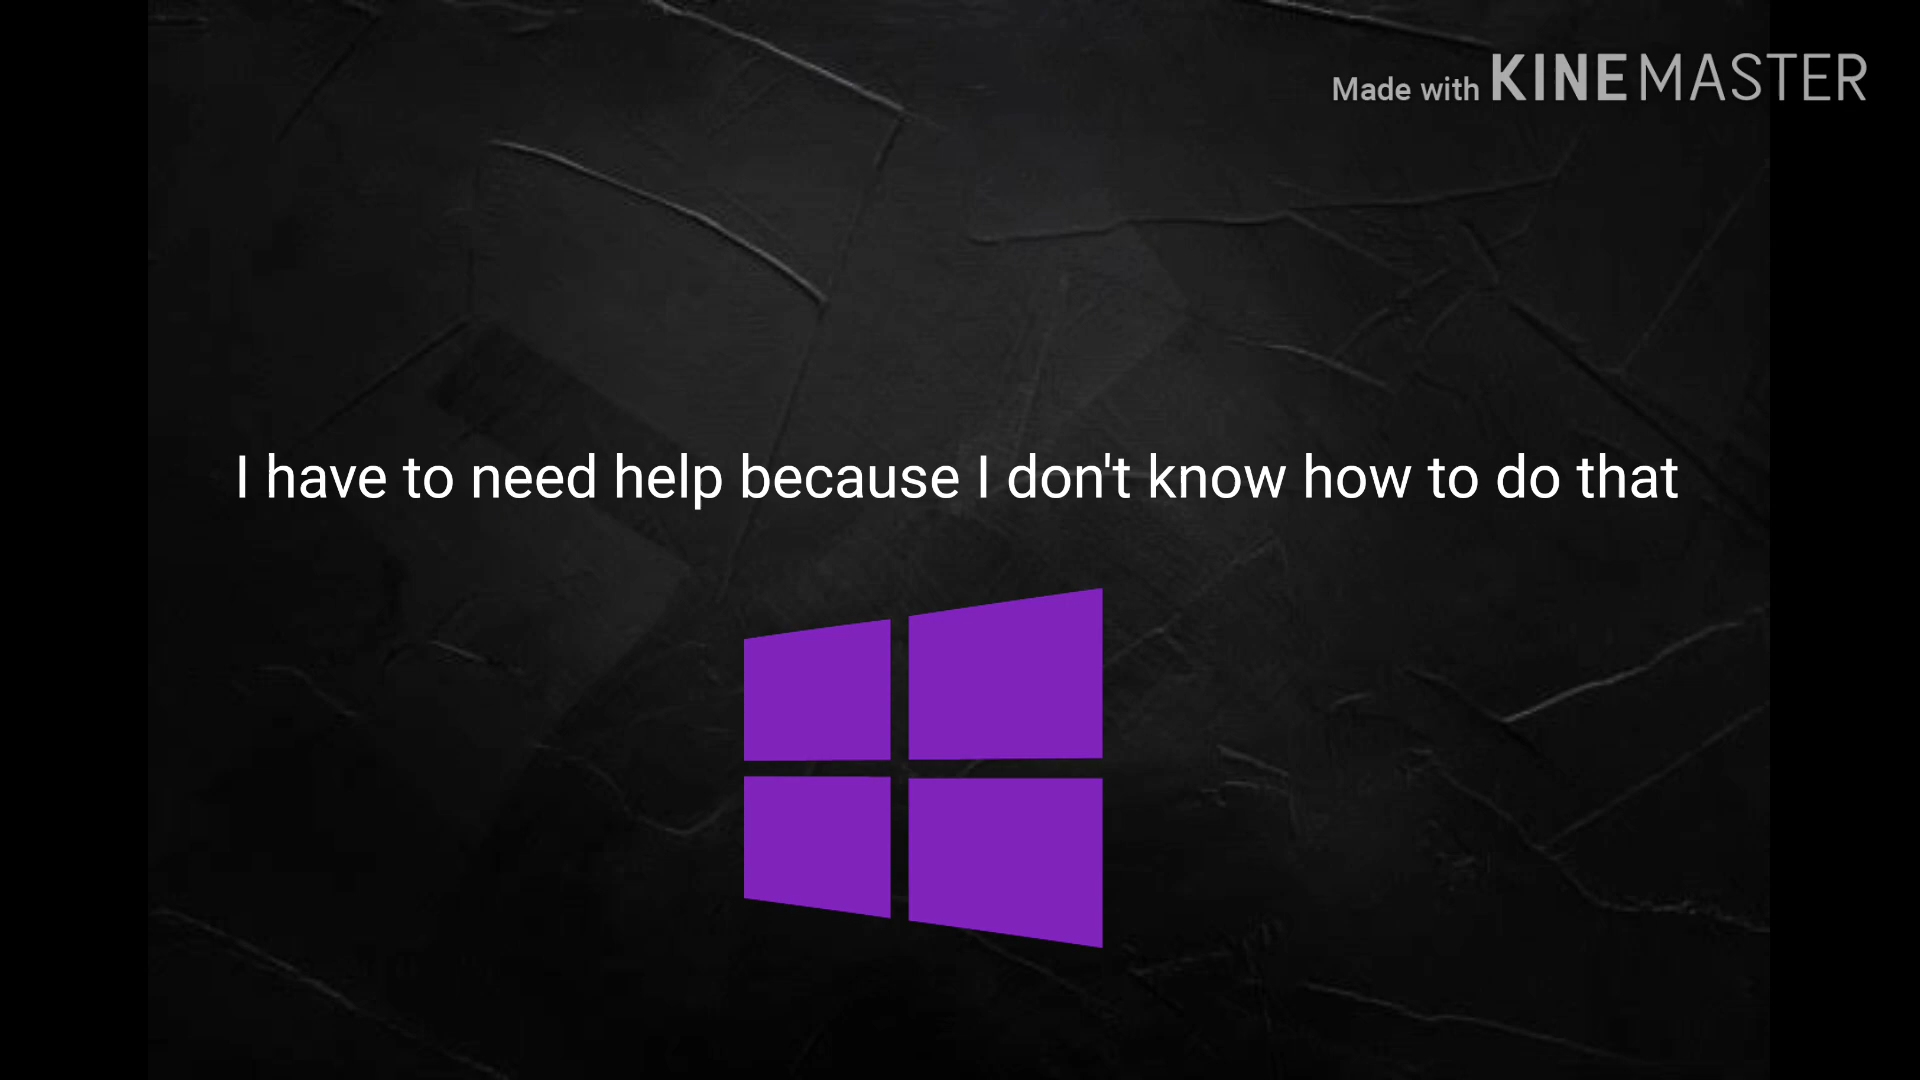 Made with KINEMASTER
I have to need help because I don't know how to do that